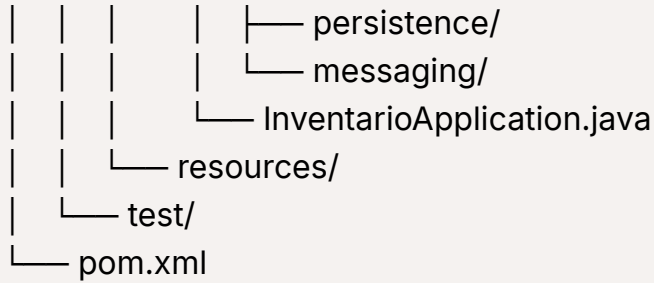 │   │   │       │   ├── persistence/
│   │   │       │   └── messaging/
│   │   │       └── InventarioApplication.java
│   │   └── resources/
│   └── test/
└── pom.xml